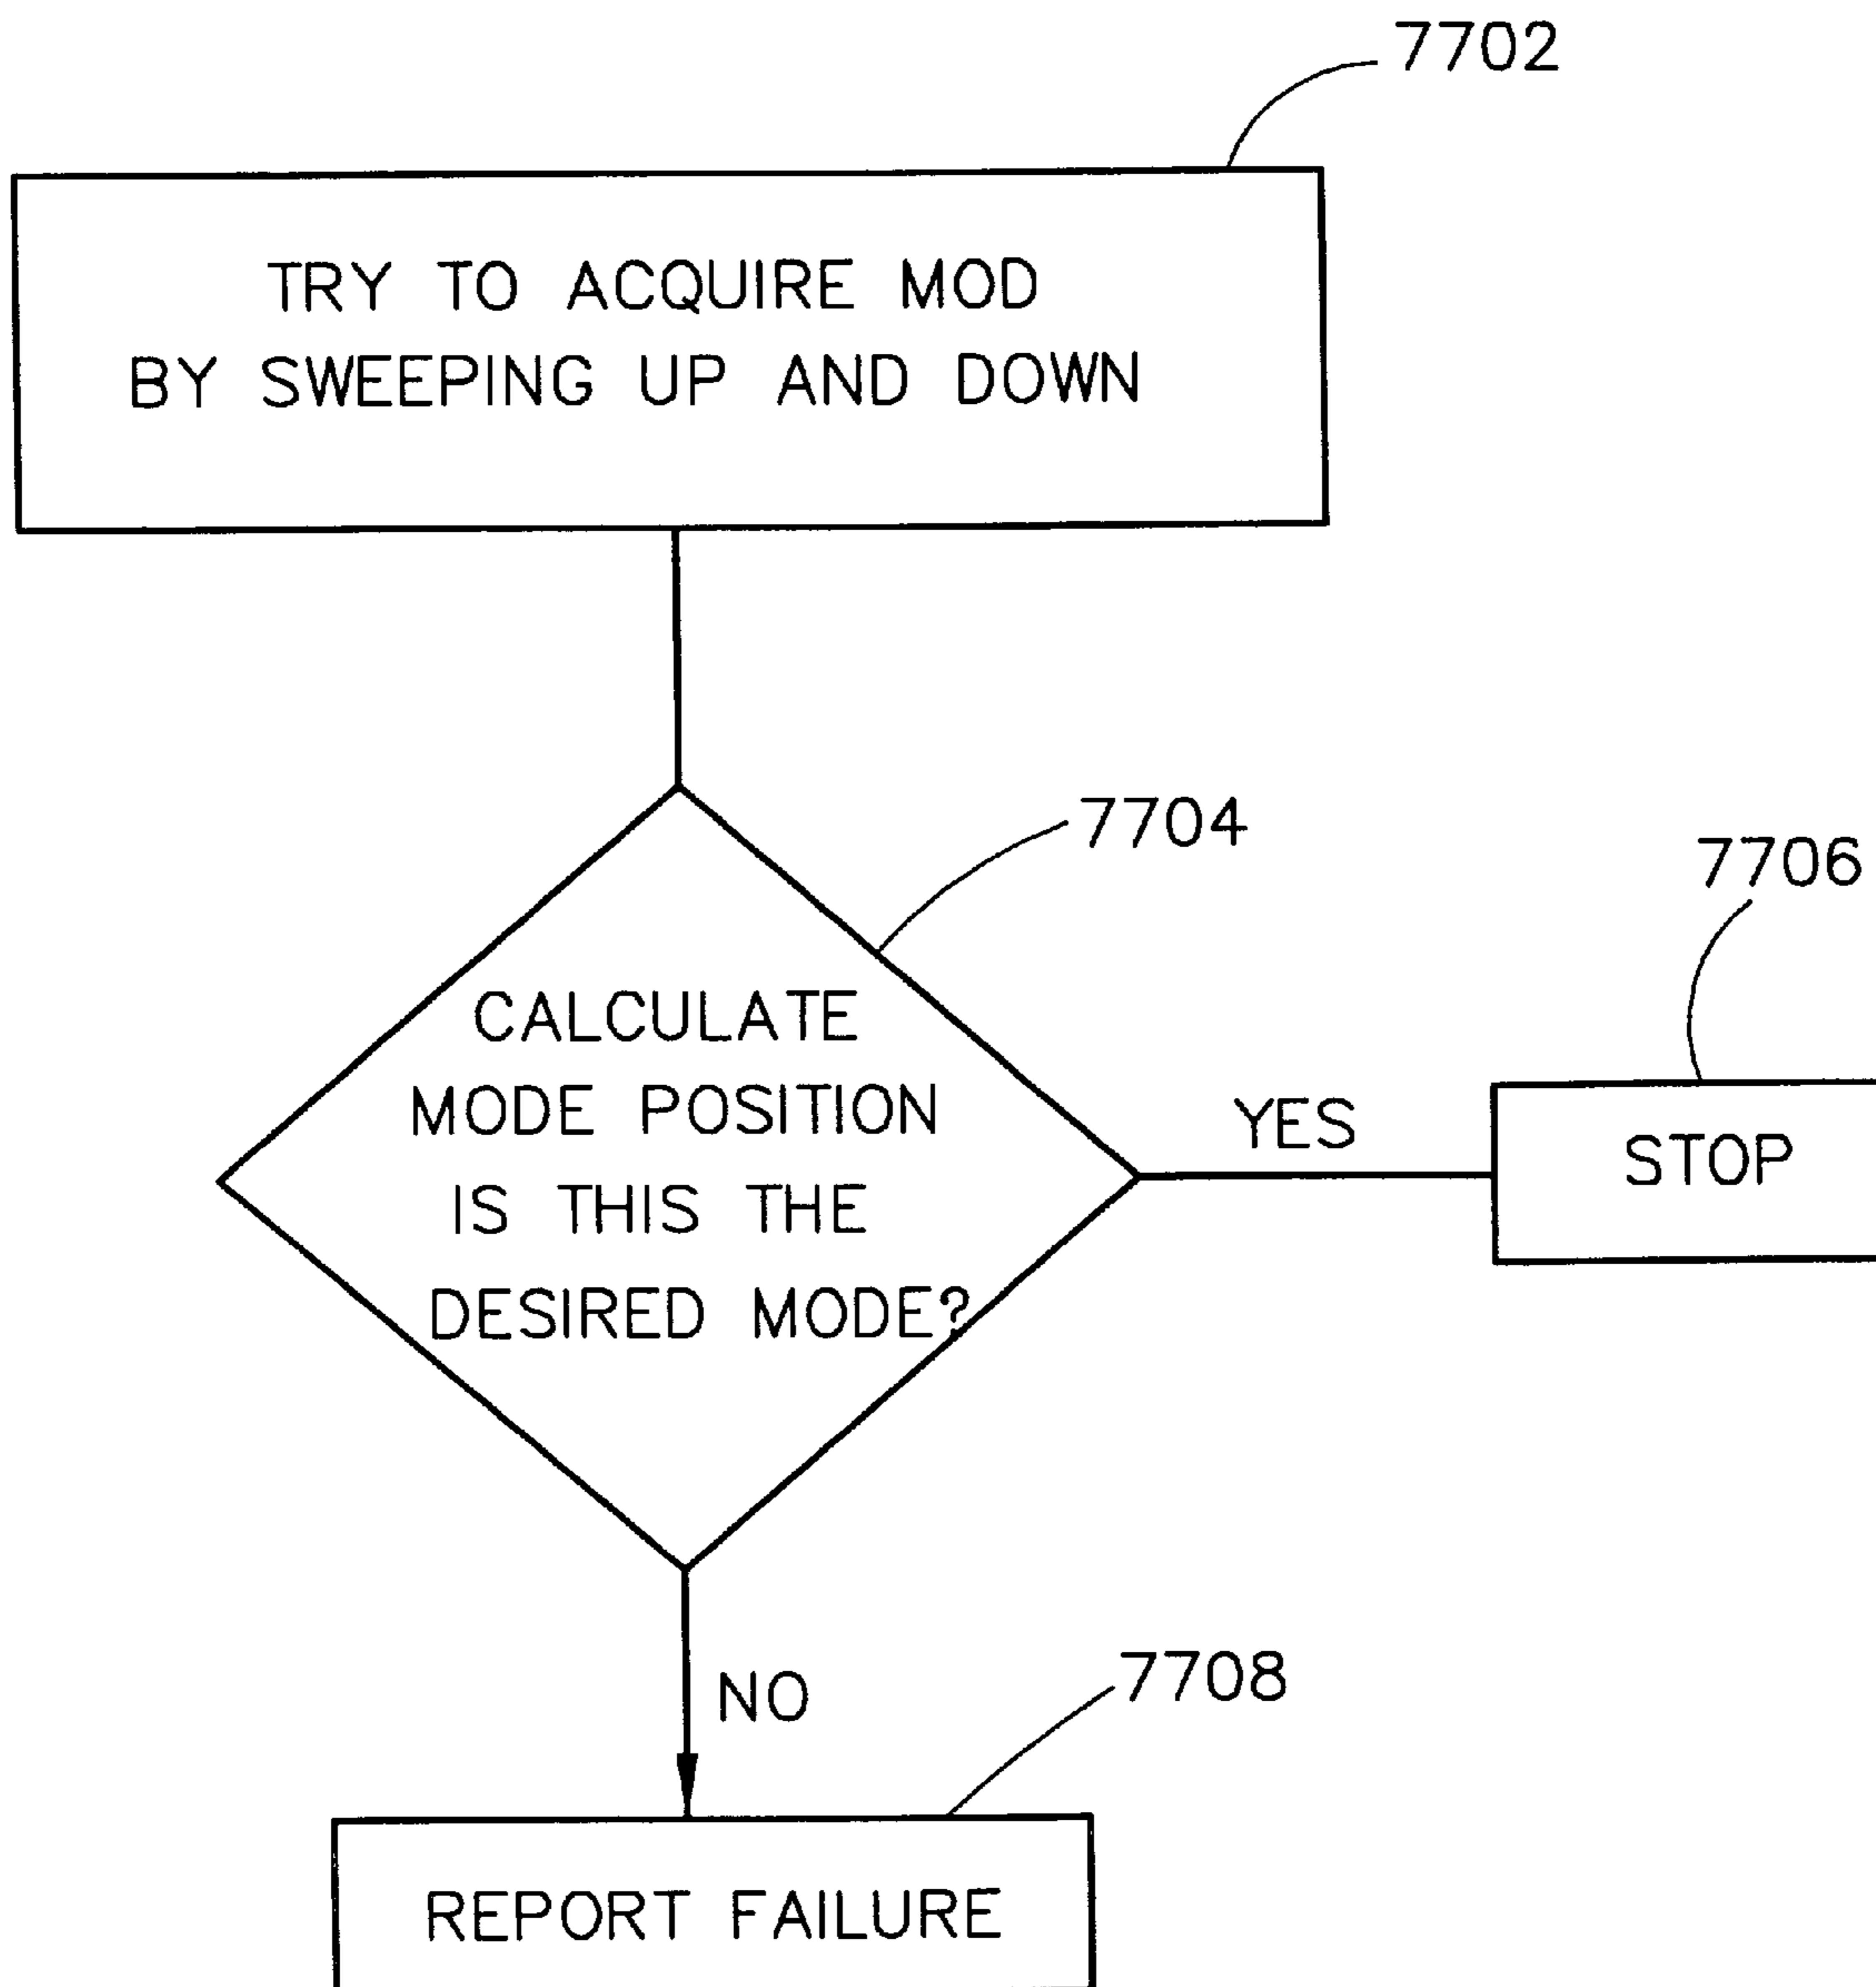 7702
TRY TO ACQUIRE MOD
BY SWEEPING UP AND DOWN
7704
7706
CALCULATE
MODE POSITION
IS THIS THE
DESIRED MODE?
YES
STOP
NO
7708
REPORT FAILURE